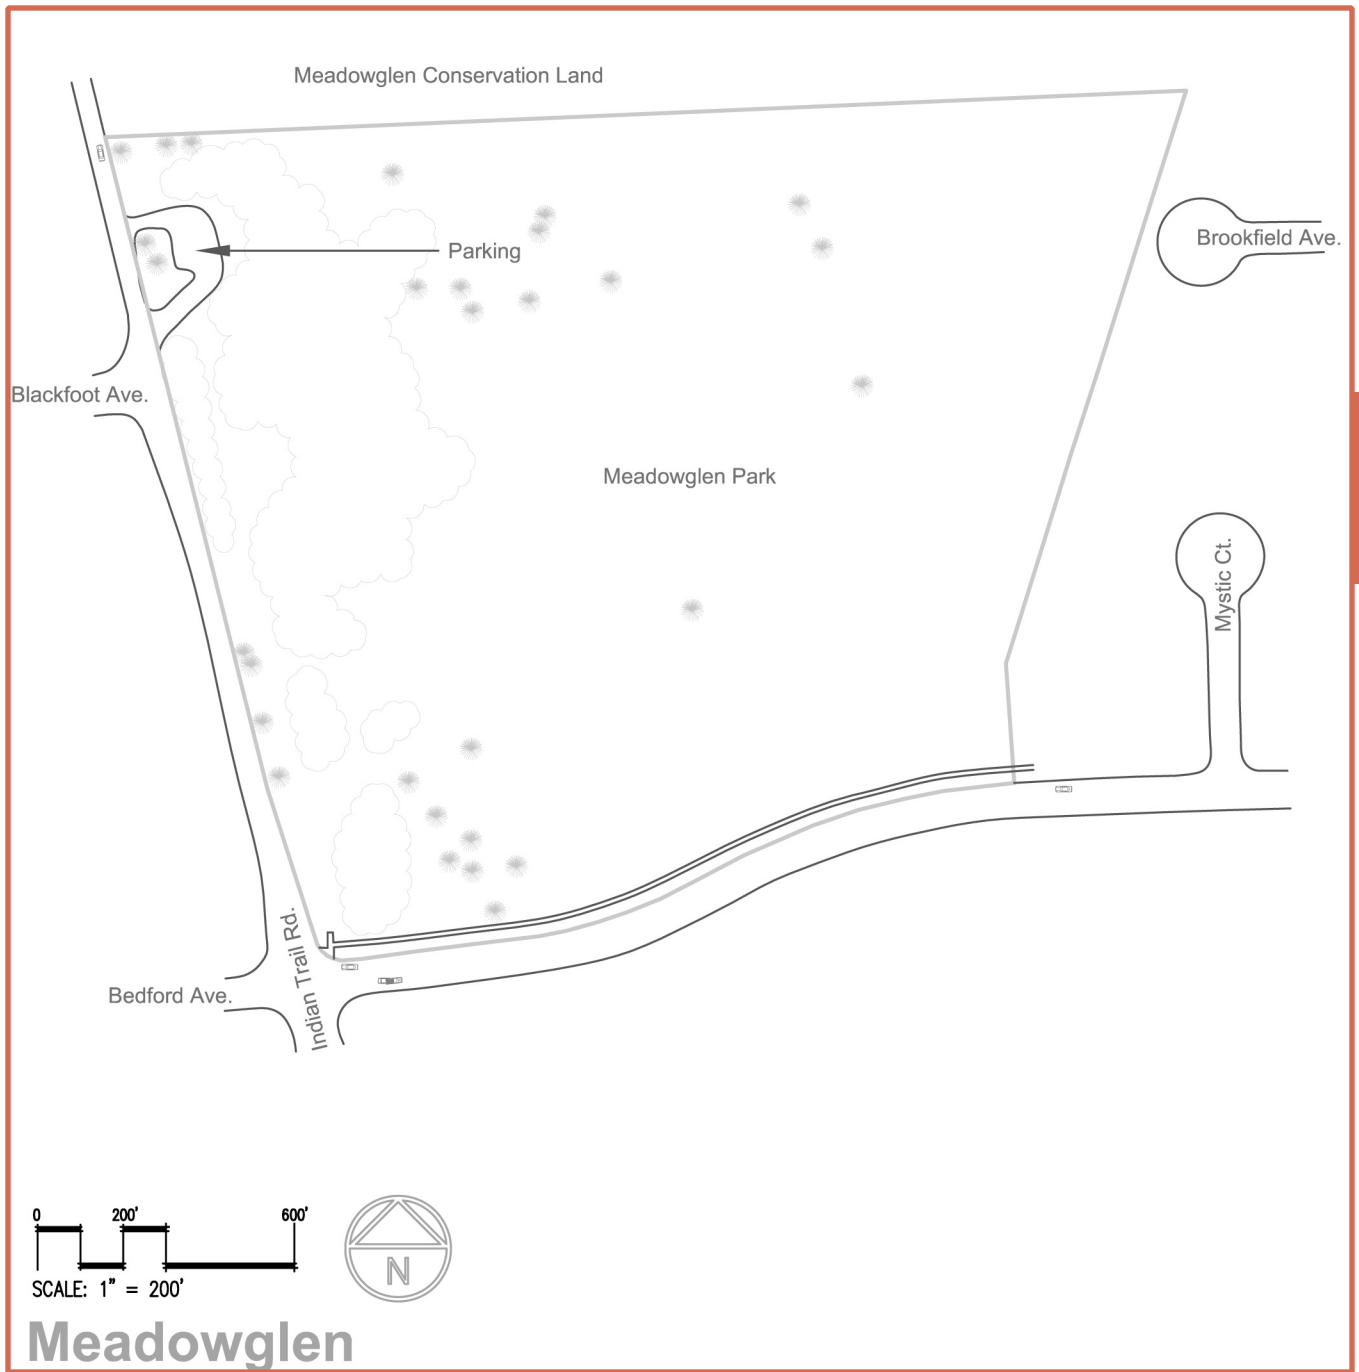 Meadowglen Conservation Land
Parking
Brookfield Ave.
Blackfoot Ave.
Meadowglen Park
Mystic Ct.
Indian Trail Rd.
Bedford Ave.
0 200' 600'
SCALE: 1" = 200'
N
Meadowglen